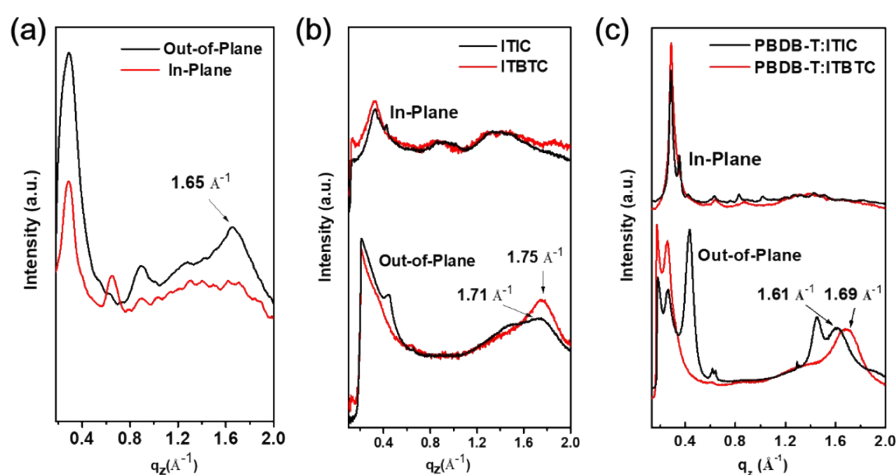 (a)
Out-of-Plane
In-Plane
1.65 Å⁻¹
Intensity (a.u.)
0.4 0.8 1.2 1.6 2.0
qz(Å⁻¹)
(b)
ITIC
ITBTC
In-Plane
Out-of-Plane
1.75 Å⁻¹
1.71 Å⁻¹
Intensity (a.u.)
0.4 0.8 1.2 1.6 2.0
qz(Å⁻¹)
(c)
PBDB-T:ITIC
PBDB-T:ITBTC
In-Plane
Out-of-Plane
1.61 Å⁻¹ 1.69 Å⁻¹
Intensity (a.u.)
0.4 0.8 1.2 1.6 2.0
qz (Å⁻¹)